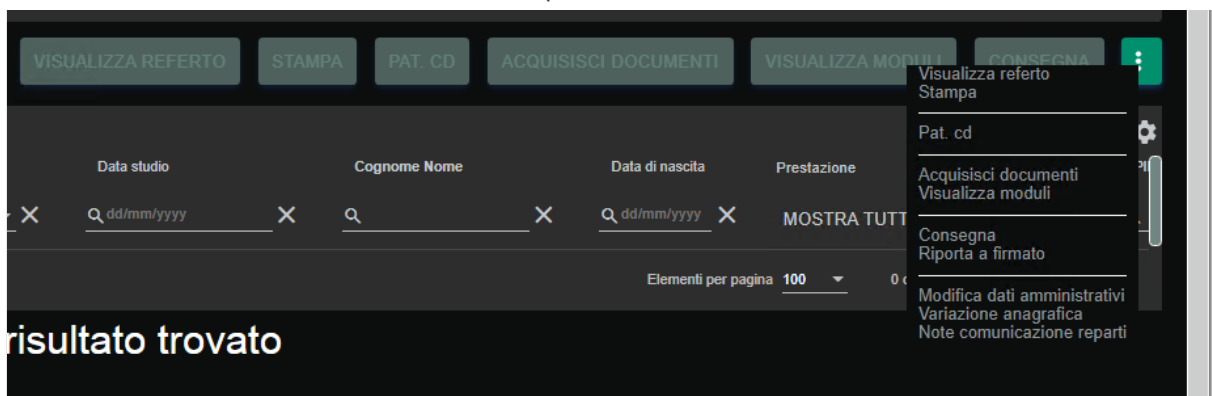 VISUALIZZA REFERTO STAMPA PAT. CD ACQUISISCI DOCUMENTI VISUALIZZA MODULI CONSEGNA
Visualizza referto
Stampa
Pat. cd
Acquisisci documenti
Visualizza moduli
Consegna
Riporta a firmato
Modifica dati amministrativi
Variazione anagrafica
Note comunicazione reparti
Data studio Cognome Nome Data di nascita Prestazione
dd/mm/yyyy dd/mm/yyyy MOSTRA TUTT
Elementi per pagina 100 0
risultato trovato